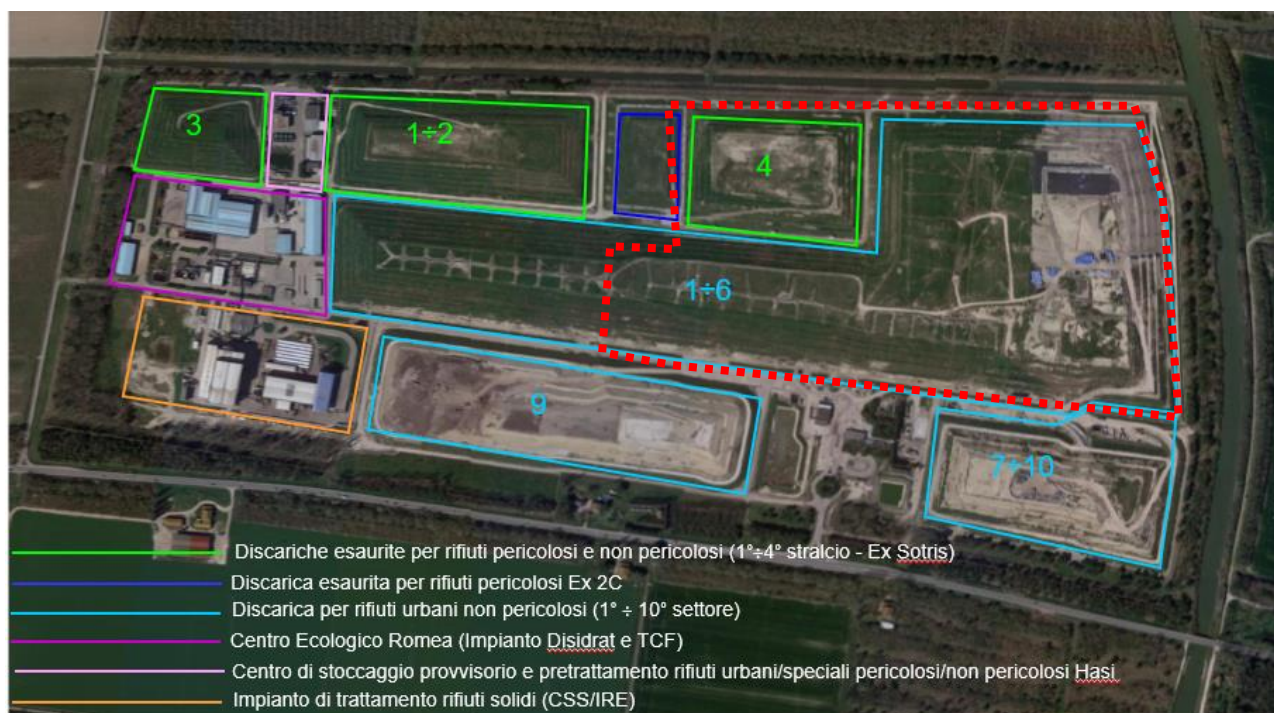 3
1÷2
4
1÷6
9
7÷10
Discariche esaurite per rifiuti pericolosi e non pericolosi (1°÷4° stralcio - Ex Sotris)
Discarica esaurita per rifiuti pericolosi Ex 2C
Discarica per rifiuti urbani non pericolosi (1° ÷ 10° settore)
Centro Ecologico Romea (Impianto Disidrat e TCF)
Centro di stoccaggio provvisorio e pretrattamento rifiuti urbani/speciali pericolosi/non pericolosi Hasi
Impianto di trattamento rifiuti solidi (CSS/IRE)